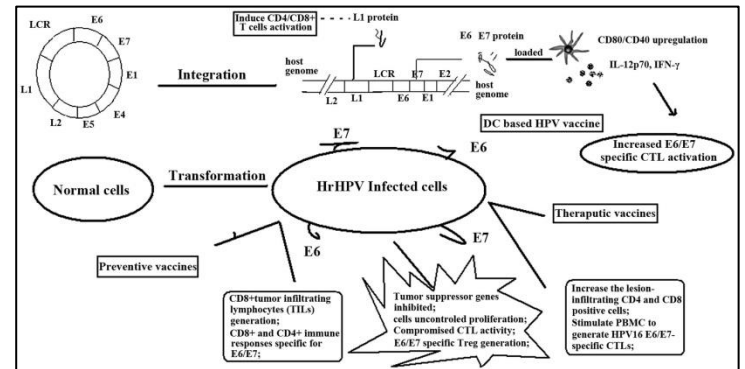 LCR
E6
E7
E1
E4
E5
L2
L1
Integration
Induce CD4/CD8+
T cells activation
L1 protein
host
genome
LCR
E7
E2
L2
L1
E6
E1
host
genome
E6 E7 protein
loaded
CD80/CD40 upregulation
IL-12p70, IFN-γ
DC based HPV vaccine
Increased E6/E7
specific CTL activation
Normal cells
Transformation
E7
E6
HrHPV Infected cells
E6
E7
Theraputic vaccines
Preventive vaccines
CD8+tumor infiltrating
lymphocytes (TILs)
generation;
CD8+ and CD4+ immune
responses specific for
E6/E7;
Tumor suppressor genes
inhibited;
cells uncontroled proliferation;
Compromised CTL activity;
E6/E7 specific Treg generation;
Increase the lesion-
infiltrating CD4 and CD8
positive cells;
Stimulate PBMC to
generate HPV16 E6/E7-
specific CTLs;